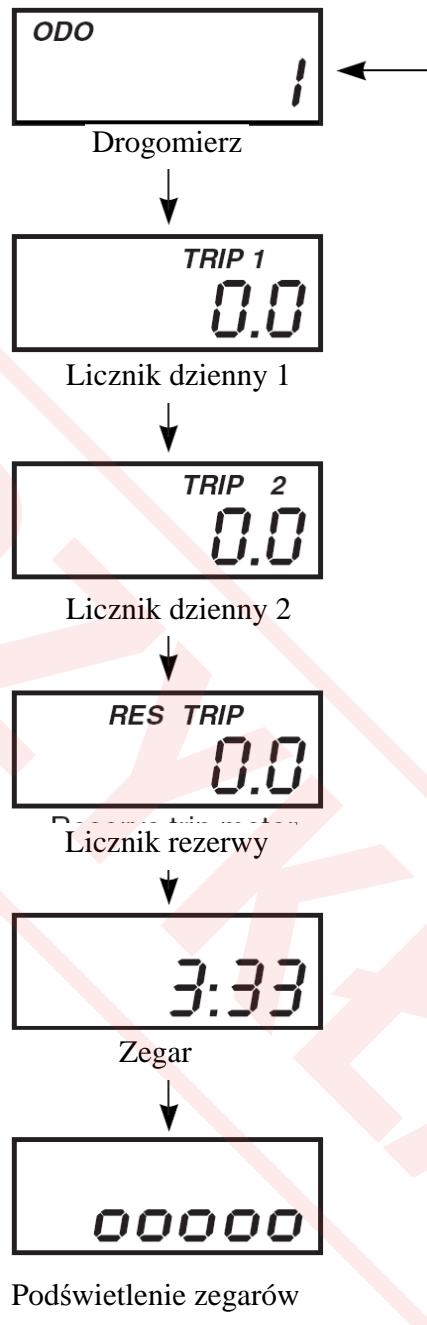 ODO
1
Drogomierz
TRIP 1
0.0
Licznik dzienny 1
TRIP 2
0.0
Licznik dzienny 2
RES TRIP
0.0
Licznik rezerwy
3:33
Zegar
ooooo
Podświetlenie zegarów